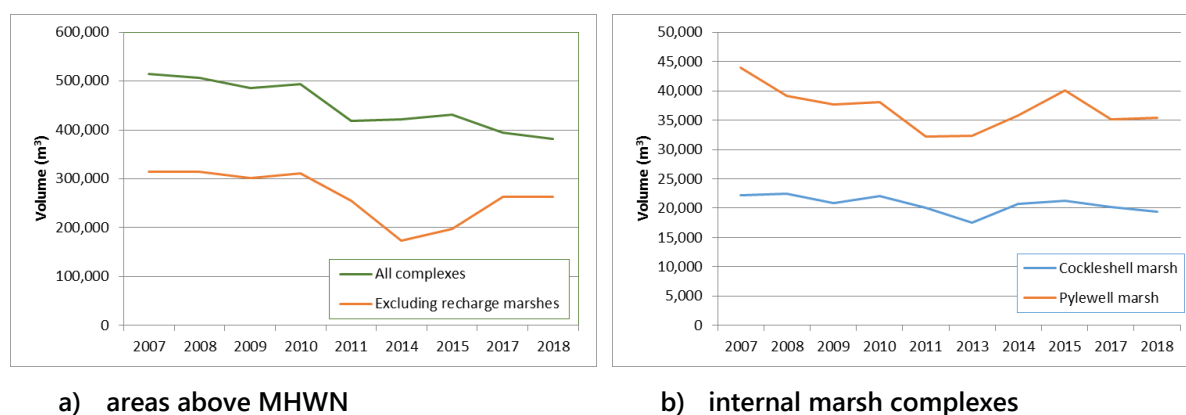 600,000
500,000
400,000
300,000
200,000
100,000
0
Volume (m³)
2007 2008 2009 2010 2011 2014 2015 2017 2018
All complexes
Excluding recharge marshes
a) areas above MHWN
50,000
45,000
40,000
35,000
30,000
25,000
20,000
15,000
10,000
5,000
0
Volume (m³)
2007 2008 2009 2010 2011 2013 2014 2015 2017 2018
Cockleshell marsh
Pylewell marsh
b) internal marsh complexes